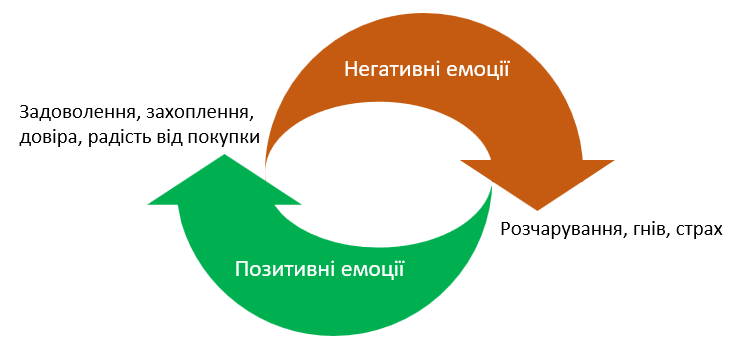 Негативні емоції
Задоволення, захоплення,
довіра, радість від покупки
Розчарування, гнів, страх
Позитивні емоції